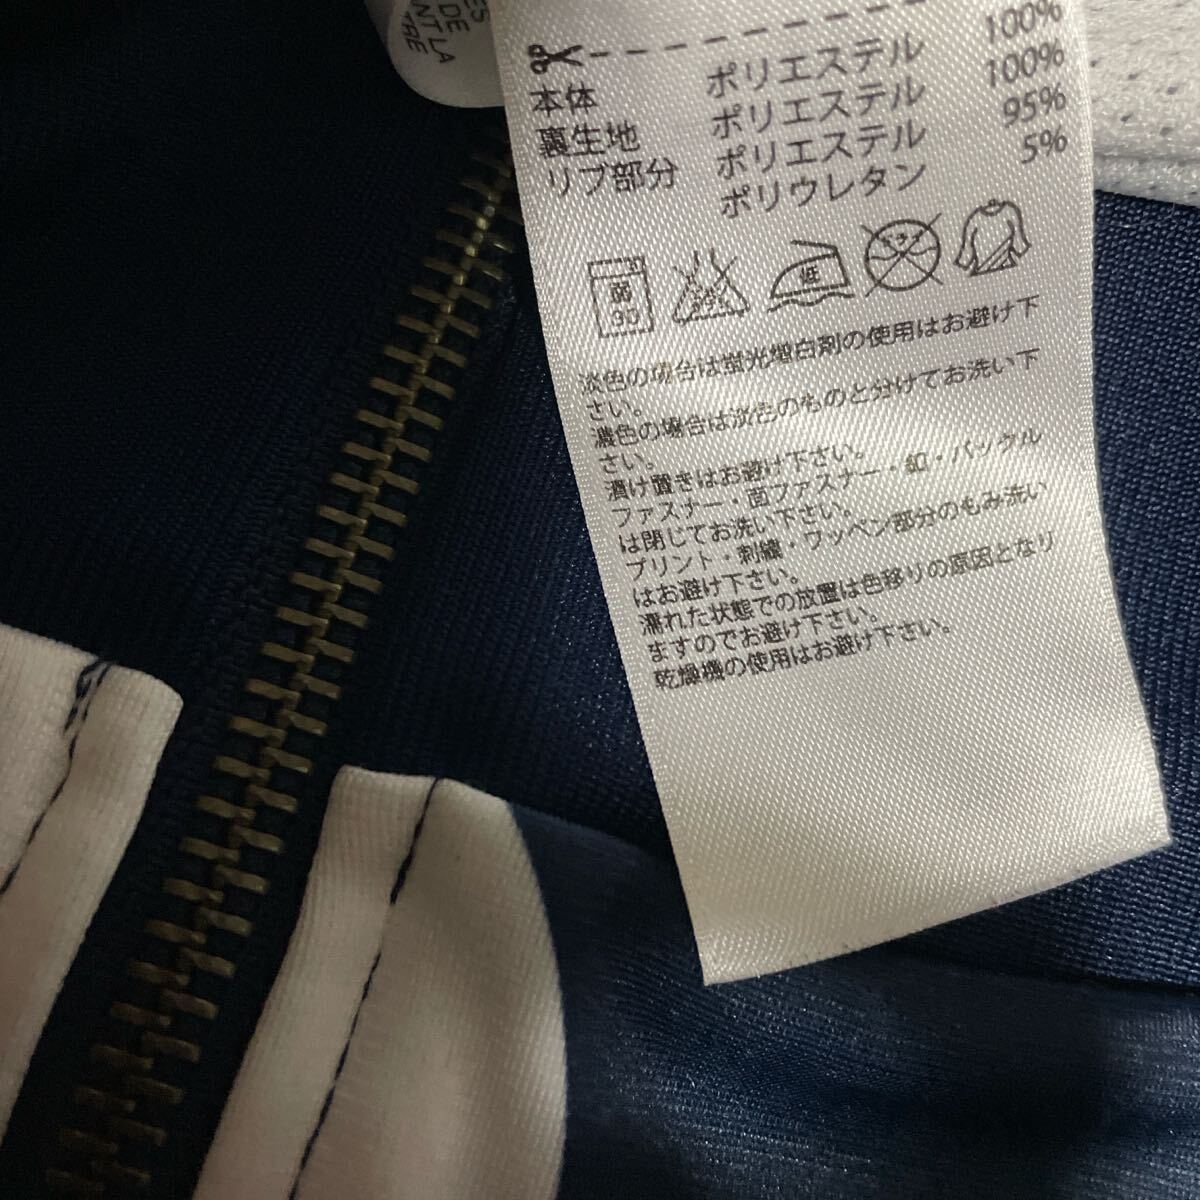 ES
DE
NT LA
TRE
本体 ポリエステル 100%
裏生地 ポリエステル 100%
リブ部分 ポリエステル 95%
ポリウレタン 5%
弱
30
低
淡色の場合は蛍光増白剤の使用はお避け下
さい。
濃色の場合は淡色のものと分けてお洗い下
さい。
漬け置きはお避け下さい。
ファスナー・面ファスナー・釦・バックル
は閉じてお洗い下さい。
プリント・刺繍・ワッペン部分のもみ洗い
はお避け下さい。
濡れた状態での放置は色移りの原因となり
ますのでお避け下さい。
乾燥機の使用はお避け下さい。